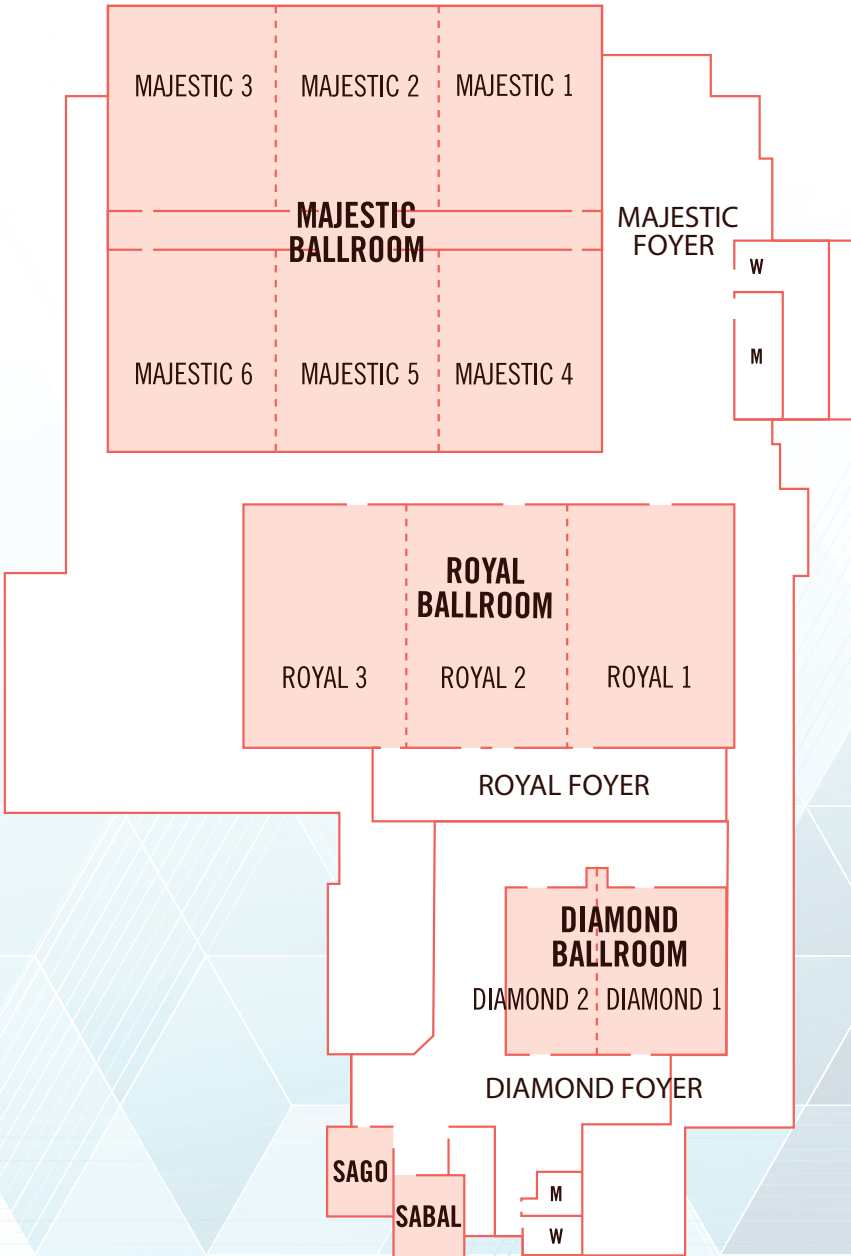 MAJESTIC 3
MAJESTIC 2
MAJESTIC 1
MAJESTIC
BALLROOM
MAJESTIC
FOYER
W
M
MAJESTIC 6
MAJESTIC 5
MAJESTIC 4
ROYAL
BALLROOM
ROYAL 3
ROYAL 2
ROYAL 1
ROYAL FOYER
DIAMOND
BALLROOM
DIAMOND 2
DIAMOND 1
DIAMOND FOYER
SAGO
SABAL
M
W